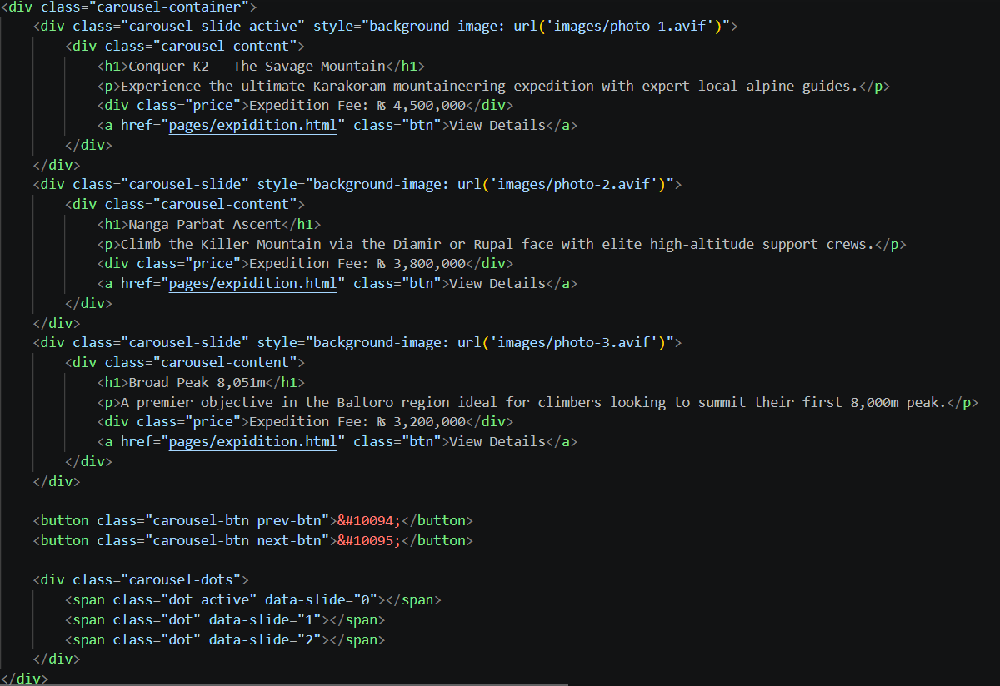 <div class="carousel-container">
    <div class="carousel-slide active" style="background-image: url('images/photo-1.avif')">
        <div class="carousel-content">
            <h1>Conquer K2 - The Savage Mountain</h1>
            <p>Experience the ultimate Karakoram mountaineering expedition with expert local alpine guides.</p>
            <div class="price">Expedition Fee: ₨ 4,500,000</div>
            <a href="pages/expidition.html" class="btn">View Details</a>
        </div>
    </div>
    <div class="carousel-slide" style="background-image: url('images/photo-2.avif')">
        <div class="carousel-content">
            <h1>Nanga Parbat Ascent</h1>
            <p>Climb the Killer Mountain via the Diamir or Rupal face with elite high-altitude support crews.</p>
            <div class="price">Expedition Fee: ₨ 3,800,000</div>
            <a href="pages/expidition.html" class="btn">View Details</a>
        </div>
    </div>
    <div class="carousel-slide" style="background-image: url('images/photo-3.avif')">
        <div class="carousel-content">
            <h1>Broad Peak 8,051m</h1>
            <p>A premier objective in the Baltoro region ideal for climbers looking to summit their first 8,000m peak.</p>
            <div class="price">Expedition Fee: ₨ 3,200,000</div>
            <a href="pages/expidition.html" class="btn">View Details</a>
        </div>
    </div>

    <button class="carousel-btn prev-btn">&#10094;</button>
    <button class="carousel-btn next-btn">&#10095;</button>

    <div class="carousel-dots">
        <span class="dot active" data-slide="0"></span>
        <span class="dot" data-slide="1"></span>
        <span class="dot" data-slide="2"></span>
    </div>
</div>